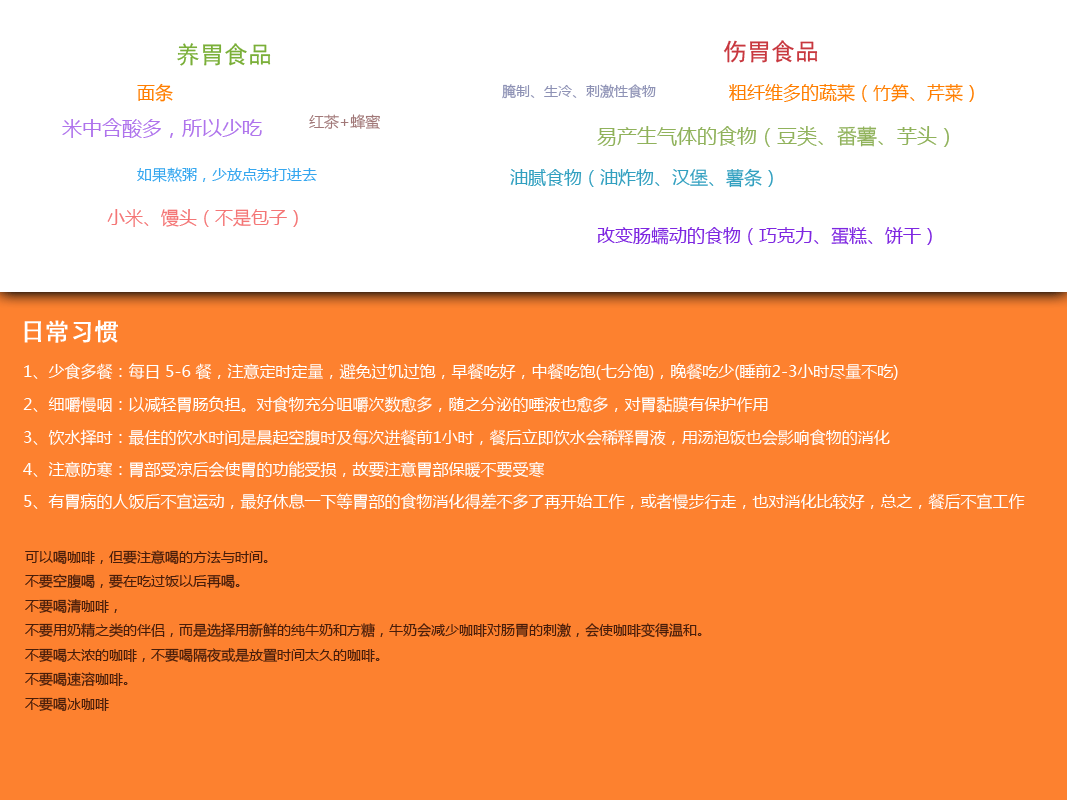 养胃食品
面条
米中含酸多，所以少吃
红茶+蜂蜜
如果熬粥，少放点苏打进去
小米、馒头（不是包子）
伤胃食品
腌制、生冷、刺激性食物
粗纤维多的蔬菜（竹笋、芹菜）
易产生气体的食物（豆类、番薯、芋头）
油腻食物（油炸物、汉堡、薯条）
改变肠蠕动的食物（巧克力、蛋糕、饼干）
日常习惯
1、少食多餐：每日 5-6 餐，注意定时定量，避免过饥过饱，早餐吃好，中餐吃饱(七分饱)，晚餐吃少(睡前2-3小时尽量不吃)
2、细嚼慢咽：以减轻胃肠负担。对食物充分咀嚼次数愈多，随之分泌的唾液也愈多，对胃黏膜有保护作用
3、饮水择时：最佳的饮水时间是晨起空腹时及每次进餐前1小时，餐后立即饮水会稀释胃液，用汤泡饭也会影响食物的消化
4、注意防寒：胃部受凉后会使胃的功能受损，故要注意胃部保暖不要受寒
5、有胃病的人饭后不宜运动，最好休息一下等胃部的食物消化得差不多了再开始工作，或者慢步行走，也对消化比较好，总之，餐后不宜工作
可以喝咖啡，但要注意喝的方法与时间。
不要空腹喝，要在吃过饭以后再喝。
不要喝清咖啡，
不要用奶精之类的伴侣，而是选择用新鲜的纯牛奶和方糖，牛奶会减少咖啡对肠胃的刺激，会使咖啡变得温和。
不要喝太浓的咖啡，不要喝隔夜或是放置时间太久的咖啡。
不要喝速溶咖啡。
不要喝冰咖啡